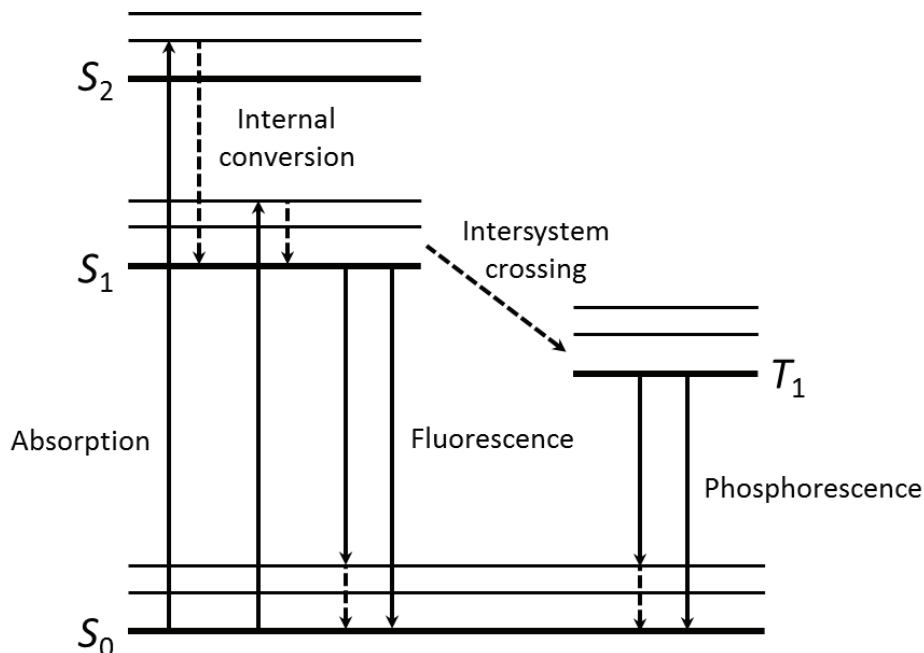 S2
Internal
conversion
Intersystem
crossing
S1
T1
Absorption
Fluorescence
Phosphorescence
S0